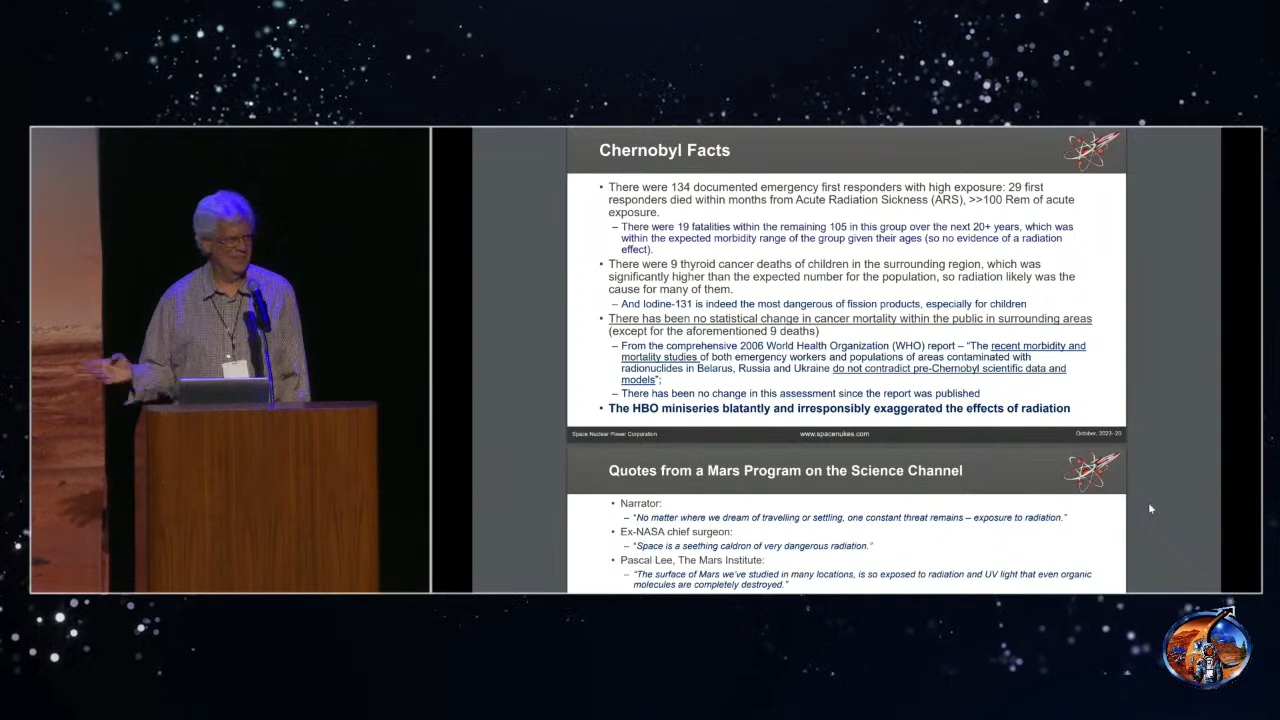 Chernobyl Facts
• There were 134 documented emergency first responders with high exposure: 29 first
responders died within months from Acute Radiation Sickness (ARS), >>100 Rem of acute
exposure.
– There were 19 fatalities within the remaining 105 in this group over the next 20+ years, which was
within the expected morbidity range of the group given their ages (so no evidence of a radiation
effect).
• There were 9 thyroid cancer deaths of children in the surrounding region, which was
significantly higher than the expected number for the population, so radiation likely was the
cause for many of them.
– And Iodine-131 is indeed the most dangerous of fission products, especially for children
• There has been no statistical change in cancer mortality within the public in surrounding areas
(except for the aforementioned 9 deaths)
– From the comprehensive 2006 World Health Organization (WHO) report – “The recent morbidity and
mortality studies of both emergency workers and populations of areas contaminated with
radionuclides in Belarus, Russia and Ukraine do not contradict pre-Chernobyl scientific data and
models”;
– There has been no change in this assessment since the report was published
• The HBO miniseries blatantly and irresponsibly exaggerated the effects of radiation
Space Nuclear Power Corporation www.spacenukes.com October, 2023- 20
Quotes from a Mars Program on the Science Channel
• Narrator:
– “No matter where we dream of travelling or settling, one constant threat remains – exposure to radiation.”
• Ex-NASA chief surgeon:
– “Space is a seething caldron of very dangerous radiation.”
• Pascal Lee, The Mars Institute:
– “The surface of Mars we’ve studied in many locations, is so exposed to radiation and UV light that even organic
molecules are completely destroyed.”